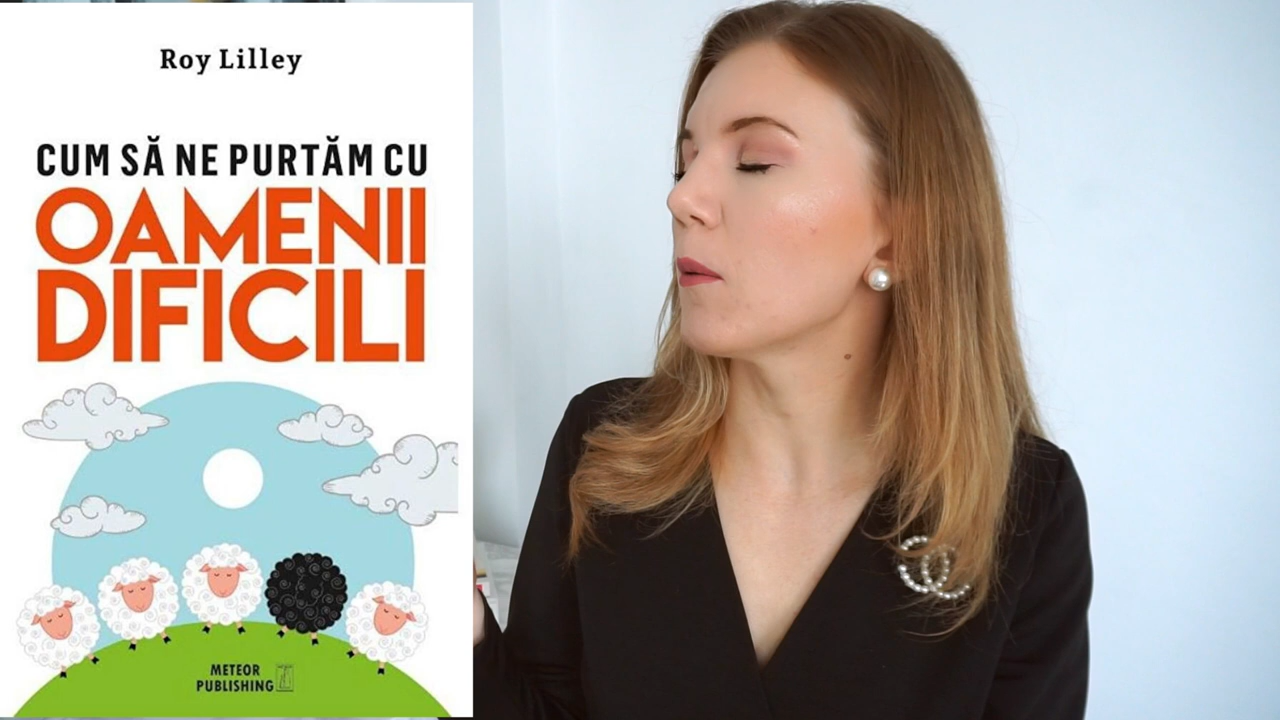 Roy Lilley
CUM SĂ NE PURTĂM CU
OAMENII
DIFICILI
METEOR
PUBLISHING